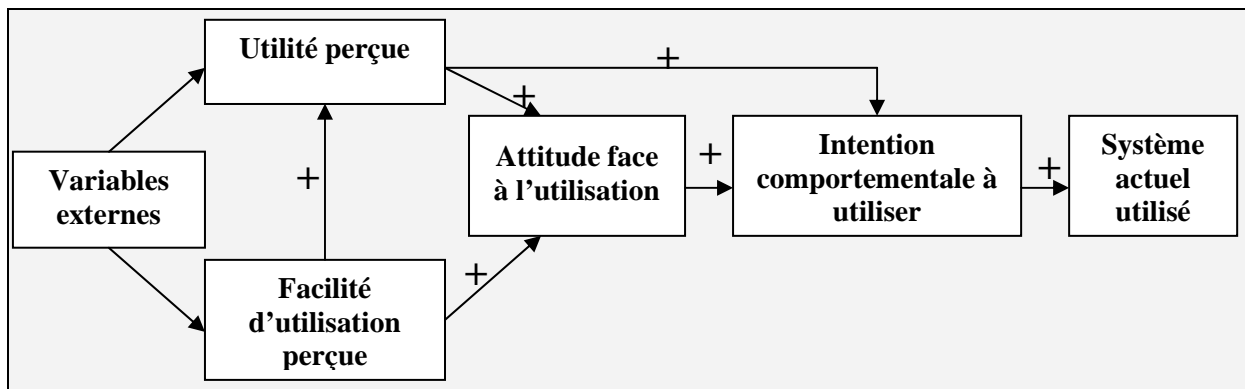 Utilité perçue
+
+
Variables
externes
+
Attitude face
à l’utilisation
+
Intention
comportementale à
utiliser
+
Système
actuel
utilisé
Facilité
d’utilisation
perçue
+